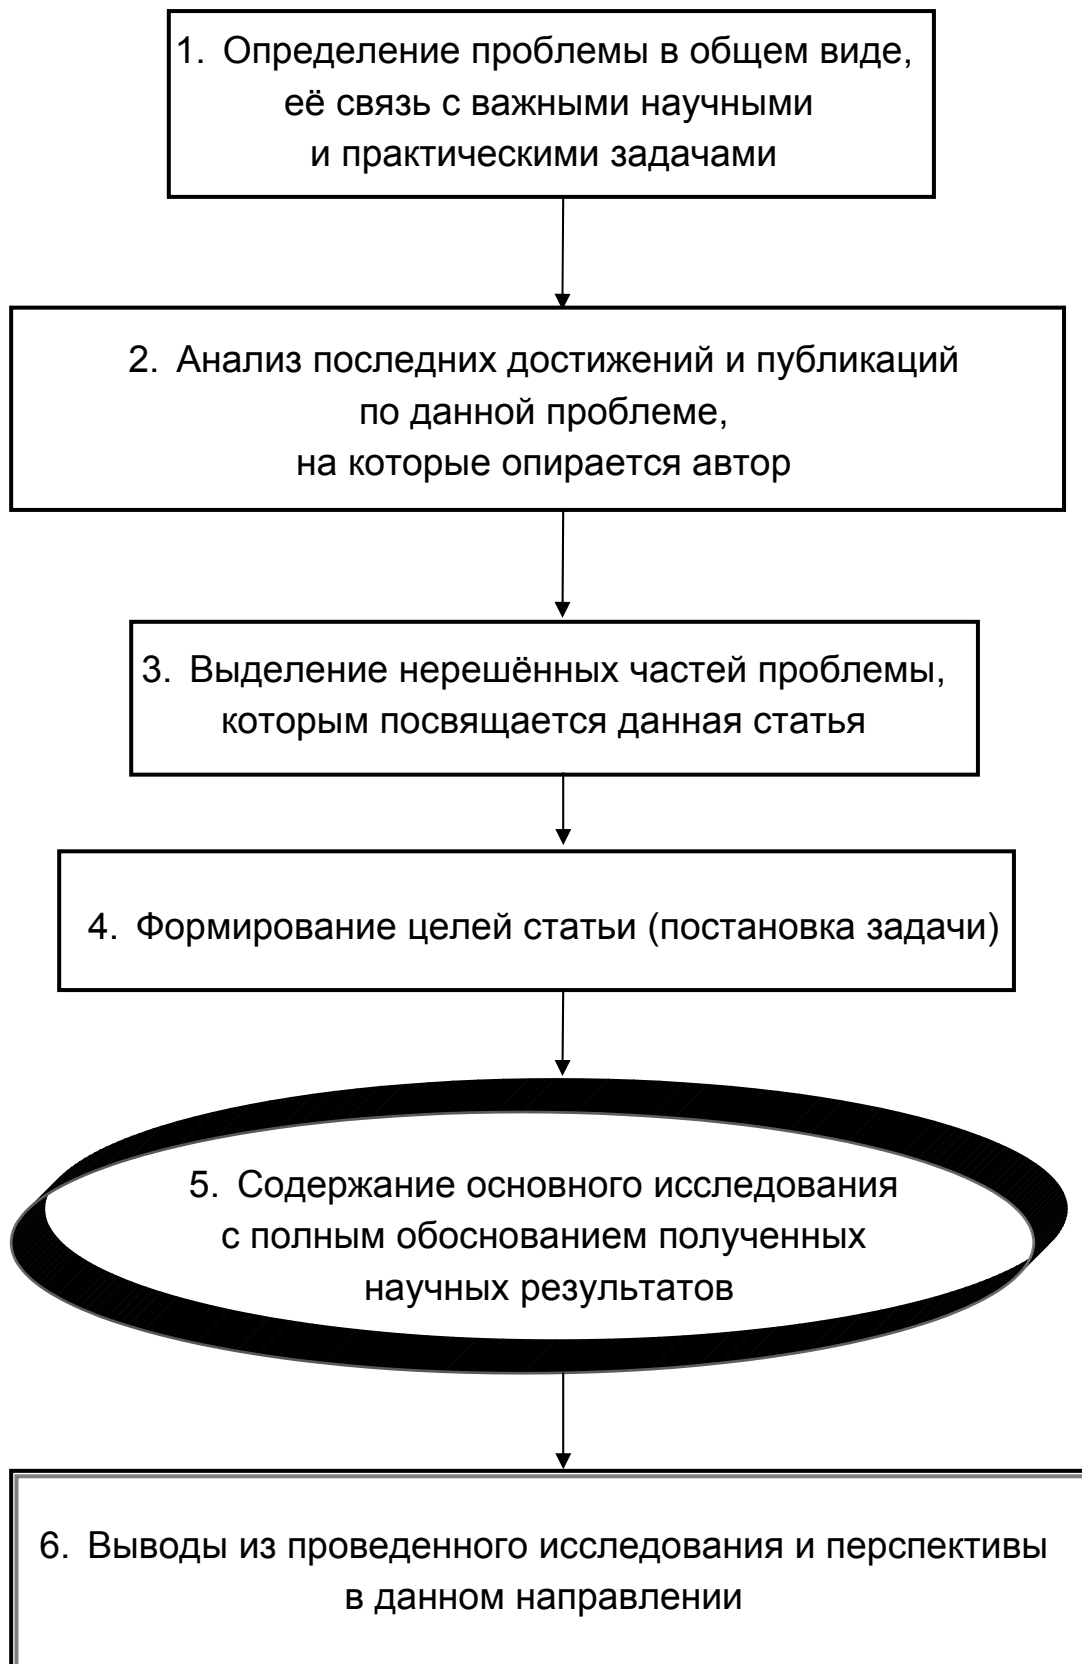 1. Определение проблемы в общем виде,
её связь с важными научными
и практическими задачами
2. Анализ последних достижений и публикаций
по данной проблеме,
на которые опирается автор
3. Выделение нерешённых частей проблемы,
которым посвящается данная статья
4. Формирование целей статьи (постановка задачи)
5. Содержание основного исследования
с полным обоснованием полученных
научных результатов
6. Выводы из проведенного исследования и перспективы
в данном направлении